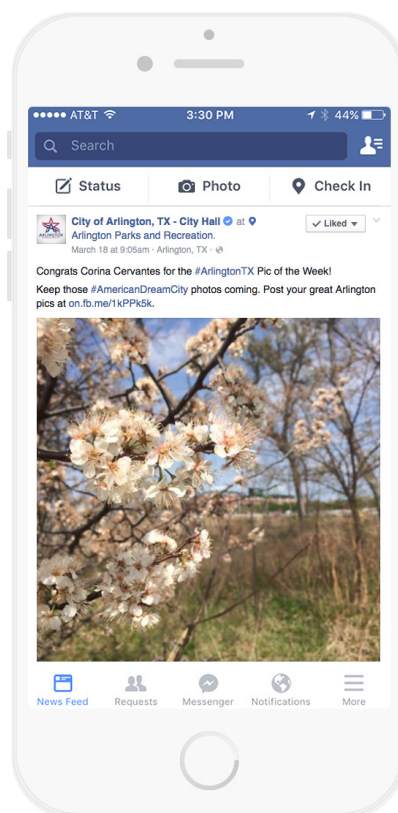 AT&T 3:30 PM 44%
Search
Status Photo Check In
City of Arlington, TX - City Hall at
Arlington Parks and Recreation.
March 18 at 9:05am · Arlington, TX ·
Liked
ARLINGTON
Congrats Corina Cervantes for the #ArlingtonTX Pic of the Week!
Keep those #AmericanDreamCity photos coming. Post your great Arlington
pics at on.fb.me/1kPPk5k.
News Feed Requests Messenger Notifications More